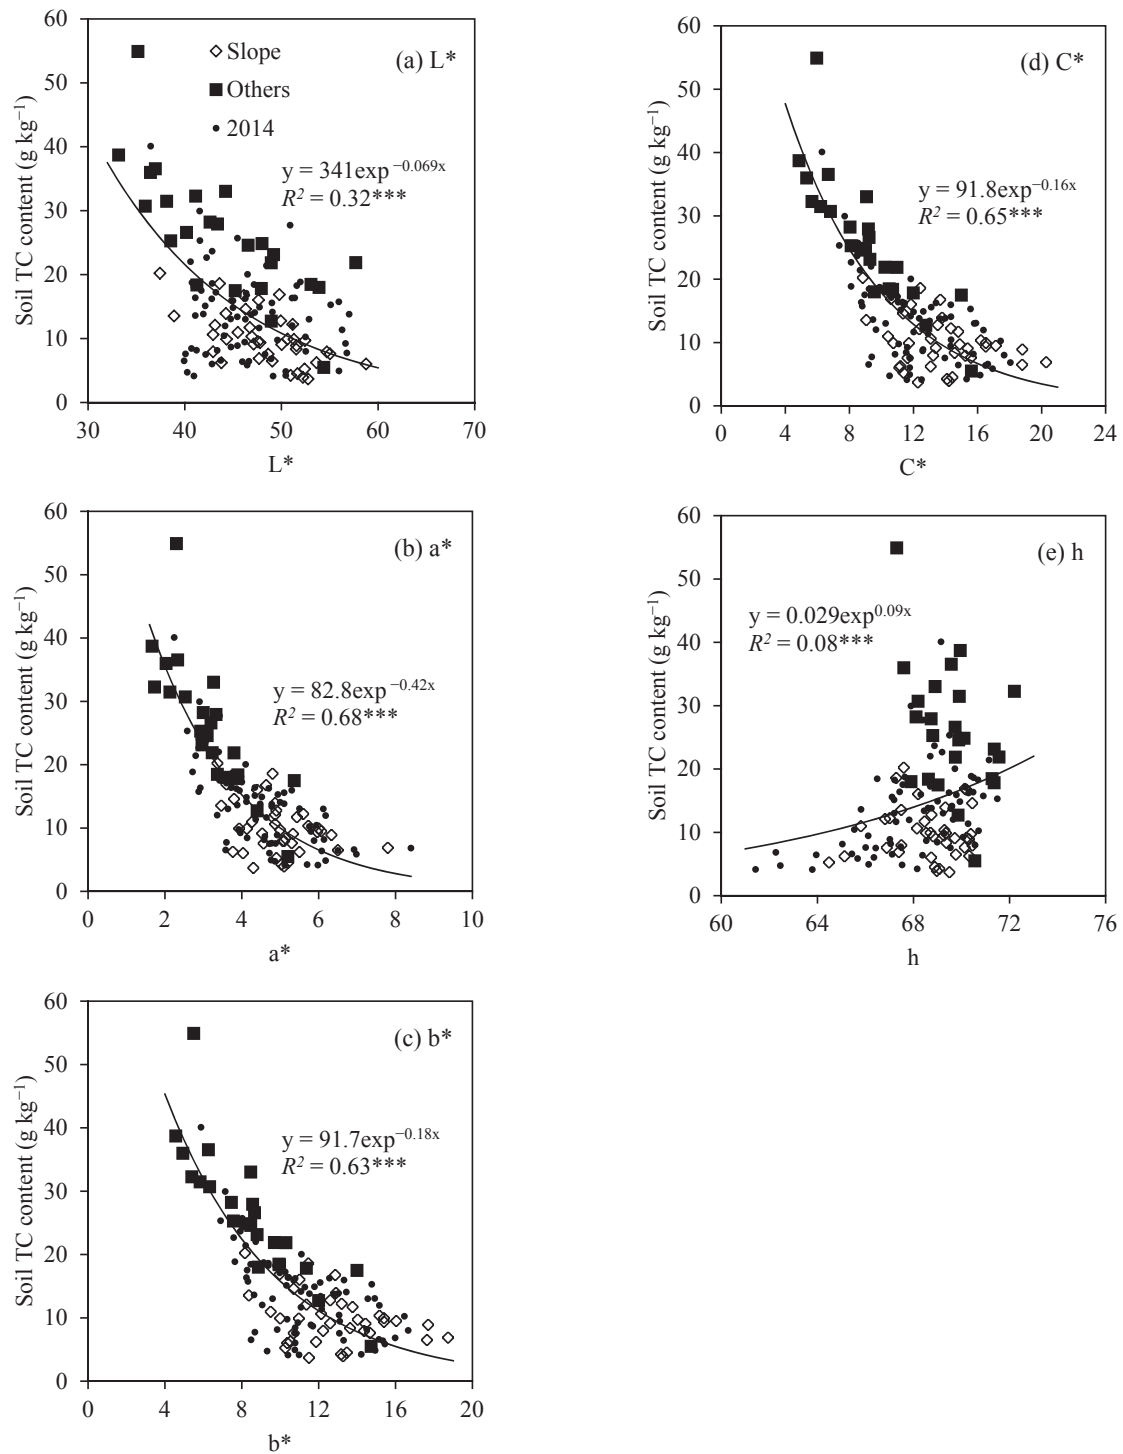 60
50
40
30
20
10
0
Soil TC content (g kg⁻¹)
Slope
Others
2014
(a) L*
y = 341exp⁻⁰·⁰⁶⁹ˣ
R² = 0.32***
30 40 50 60 70
L*
60
50
40
30
20
10
0
Soil TC content (g kg⁻¹)
(d) C*
y = 91.8exp⁻⁰·¹⁶ˣ
R² = 0.65***
0 4 8 12 16 20 24
C*
60
50
40
30
20
10
0
Soil TC content (g kg⁻¹)
(b) a*
y = 82.8exp⁻⁰·⁴²ˣ
R² = 0.68***
0 2 4 6 8 10
a*
60
50
40
30
20
10
0
Soil TC content (g kg⁻¹)
(e) h
y = 0.029exp⁰·⁰⁹ˣ
R² = 0.08***
60 64 68 72 76
h
60
50
40
30
20
10
0
Soil TC content (g kg⁻¹)
(c) b*
y = 91.7exp⁻⁰·¹⁸ˣ
R² = 0.63***
0 4 8 12 16 20
b*